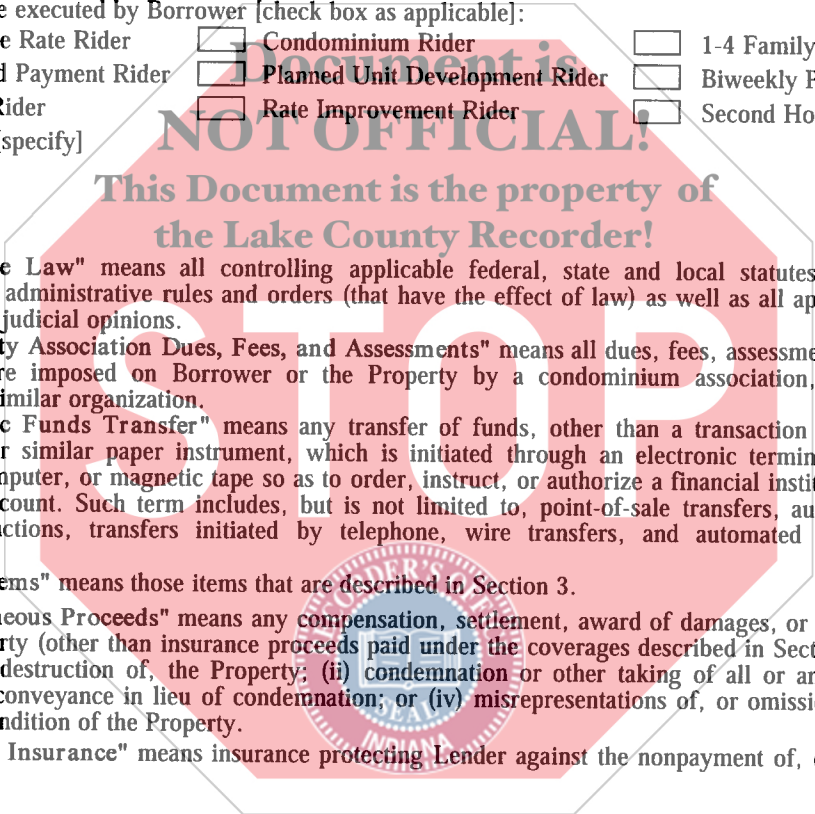 e executed by Borrower [check box as applicable]:
e Rate Rider Condominium Rider 1-4 Family
d Payment Rider Planned Unit Development Rider Biweekly P
Rider Rate Improvement Rider Second Ho
[specify]
Document is
NOT OFFICIAL!
This Document is the property of
the Lake County Recorder!
e Law" means all controlling applicable federal, state and local statutes
administrative rules and orders (that have the effect of law) as well as all ap
judicial opinions.
ty Association Dues, Fees, and Assessments" means all dues, fees, assessme
re imposed on Borrower or the Property by a condominium association,
imilar organization.
c Funds Transfer" means any transfer of funds, other than a transaction
r similar paper instrument, which is initiated through an electronic termin
nputer, or magnetic tape so as to order, instruct, or authorize a financial instit
count. Such term includes, but is not limited to, point-of-sale transfers, au
ctions, transfers initiated by telephone, wire transfers, and automated
STOP
ems" means those items that are described in Section 3.
neous Proceeds" means any compensation, settlement, award of damages, or
rty (other than insurance proceeds paid under the coverages described in Sect
destruction of, the Property; (ii) condemnation or other taking of all or an
conveyance in lieu of condemnation; or (iv) misrepresentations of, or omissi
ndition of the Property.
Insurance" means insurance protecting Lender against the nonpayment of,
RECORDER'S OFFICE
SEAL
INDIANA